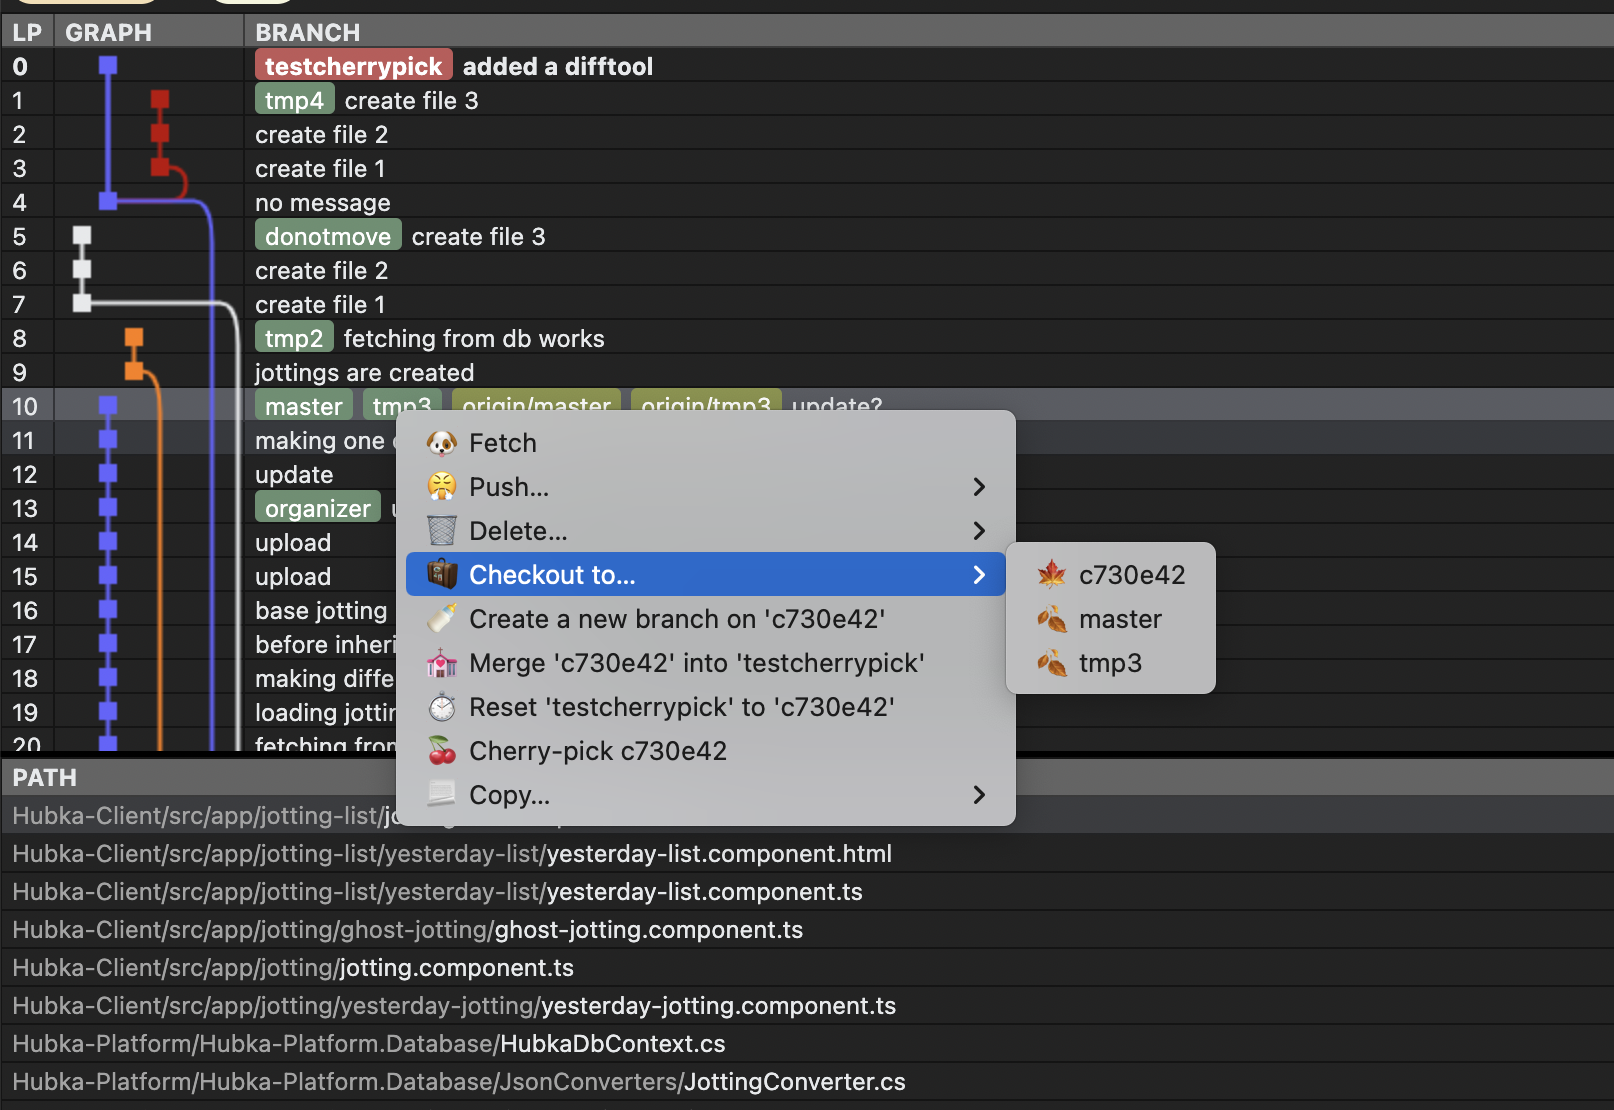 LP GRAPH BRANCH
0 testcherrypick added a difftool
1 tmp4 create file 3
2 create file 2
3 create file 1
4 no message
5 donotmove create file 3
6 create file 2
7 create file 1
8 tmp2 fetching from db works
9 jottings are created
10 master tmp3 origin/master origin/tmp3 update?
11 making one
12 update
13 organizer
14 upload
15 upload
16 base jotting
17 before inheri
18 making diffe
19 loading jottin
20 fetching from
Fetch
Push...
Delete...
Checkout to...
Create a new branch on 'c730e42'
Merge 'c730e42' into 'testcherrypick'
Reset 'testcherrypick' to 'c730e42'
Cherry-pick c730e42
Copy...
c730e42
master
tmp3
PATH
Hubka-Client/src/app/jotting-list/
Hubka-Client/src/app/jotting-list/yesterday-list/yesterday-list.component.html
Hubka-Client/src/app/jotting-list/yesterday-list/yesterday-list.component.ts
Hubka-Client/src/app/jotting/ghost-jotting/ghost-jotting.component.ts
Hubka-Client/src/app/jotting/jotting.component.ts
Hubka-Client/src/app/jotting/yesterday-jotting/yesterday-jotting.component.ts
Hubka-Platform/Hubka-Platform.Database/HubkaDbContext.cs
Hubka-Platform/Hubka-Platform.Database/JsonConverters/JottingConverter.cs